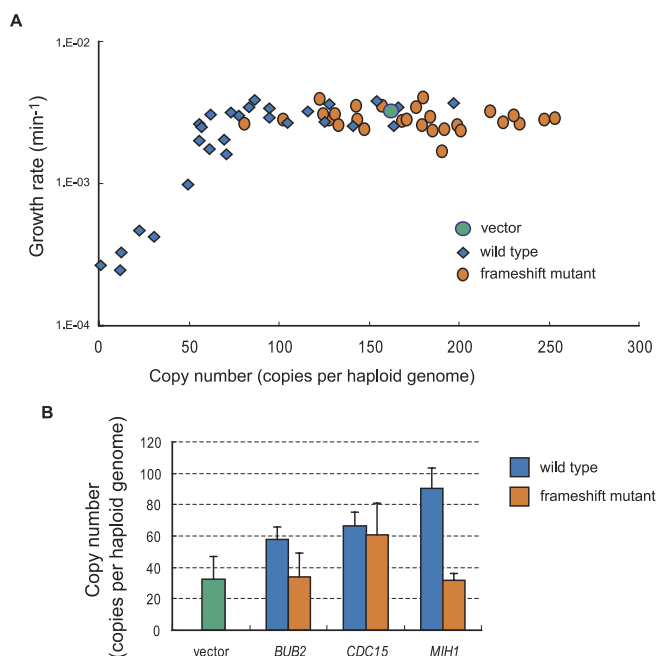 A
Growth rate (min-1)
1.E-02
1.E-03
1.E-04
0 50 100 150 200 250 300
Copy number (copies per haploid genome)
vector
wild type
frameshift mutant
B
Copy number
(copies per haploid genome)
120
100
80
60
40
20
0
vector BUB2 CDC15 MIH1
wild type
frameshift mutant